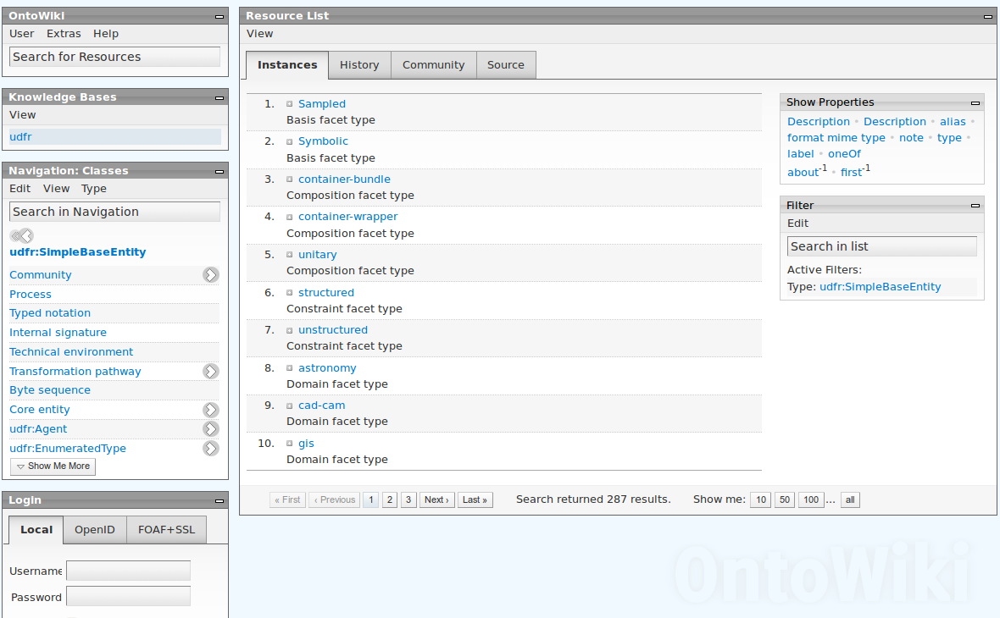 OntoWiki
User Extras Help
Search for Resources
Knowledge Bases
View
udfr
Navigation: Classes
Edit View Type
Search in Navigation
udfr:SimpleBaseEntity
Community
Process
Typed notation
Internal signature
Technical environment
Transformation pathway
Byte sequence
Core entity
udfr:Agent
udfr:EnumeratedType
Show Me More
Login
Local OpenID FOAF+SSL
Username
Password
Resource List
View
Instances History Community Source
1. Sampled
Basis facet type
2. Symbolic
Basis facet type
3. container-bundle
Composition facet type
4. container-wrapper
Composition facet type
5. unitary
Composition facet type
6. structured
Constraint facet type
7. unstructured
Constraint facet type
8. astronomy
Domain facet type
9. cad-cam
Domain facet type
10. gis
Domain facet type
« First ‹ Previous 1 2 3 Next › Last » Search returned 287 results. Show me: 10 50 100 ... all
Show Properties
Description • Description • alias •
format mime type • note • type •
label • oneOf
about-1 • first-1
Filter
Edit
Search in list
Active Filters:
Type: udfr:SimpleBaseEntity
OntoWiki